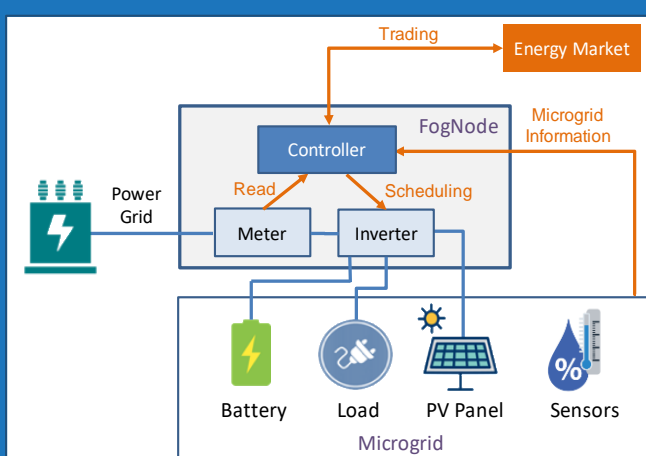 Trading
Energy Market
FogNode
Microgrid
Information
Controller
Read
Scheduling
Power
Grid
Meter
Inverter
%
Battery
Load
PV Panel
Sensors
Microgrid